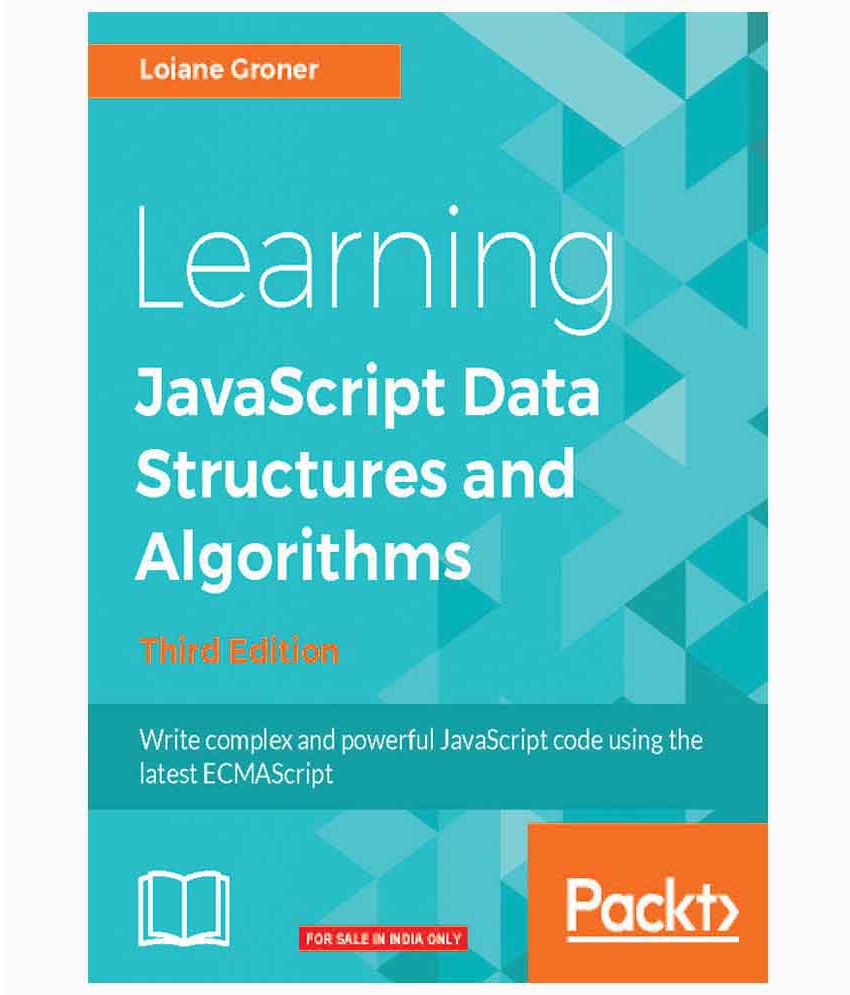 Loiane Groner
Learning
JavaScript Data
Structures and
Algorithms
Third Edition
Write complex and powerful JavaScript code using the
latest ECMAScript
FOR SALE IN INDIA ONLY
Packt>